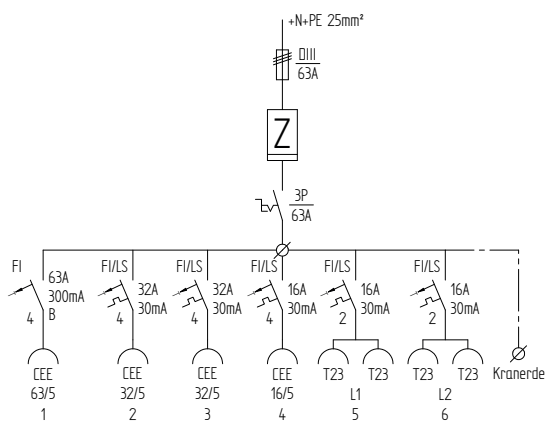 +N+PE 25mm²
DIII
63A
Z
3P
63A
FI FI/LS FI/LS FI/LS FI/LS FI/LS
63A 32A 32A 16A 16A 16A
300mA 30mA 30mA 30mA 30mA 30mA
4 B 4 4 4 2 2
CEE CEE CEE CEE T23 T23 T23 T23 Kranerde
63/5 32/5 32/5 16/5 L1 L2
1 2 3 4 5 6